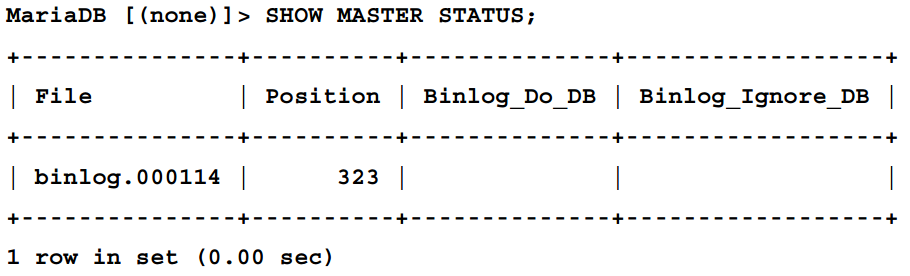 MariaDB [(none)]> SHOW MASTER STATUS;
+---------------+----------+--------------+------------------+
| File          | Position | Binlog_Do_DB | Binlog_Ignore_DB |
+---------------+----------+--------------+------------------+
| binlog.000114 |      323 |              |                  |
+---------------+----------+--------------+------------------+
1 row in set (0.00 sec)